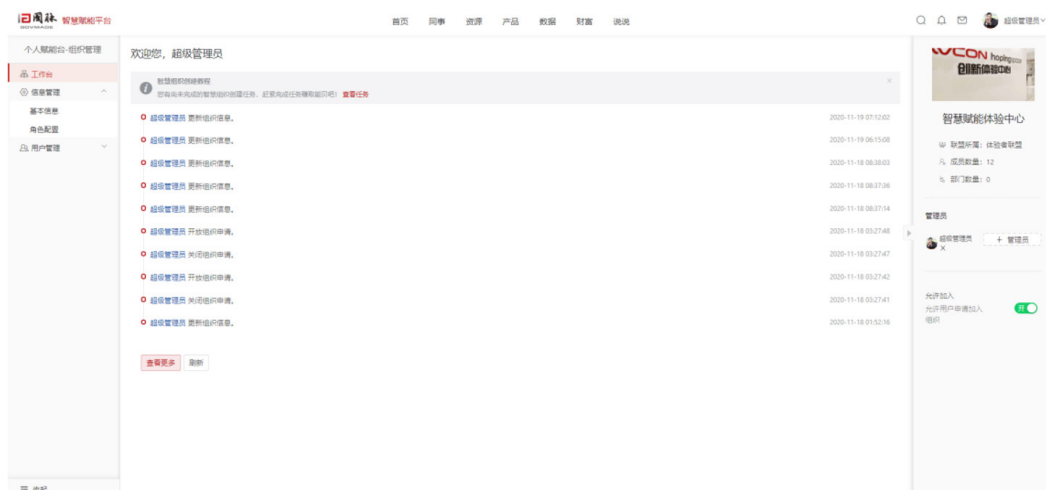 国脉 智慧赋能平台
GOVMADE
首页 同事 资源 产品 数据 财富 说说
超级管理员
个人赋能台-组织管理
工作台
信息管理
基本信息
角色配置
用户管理
欢迎您，超级管理员
智慧组织创建教程
您有尚未完成的智慧组织创建任务，赶紧完成任务赚取能贝吧！ 查看任务
超级管理员 更新组织信息。 2020-11-19 07:12:02
超级管理员 更新组织信息。 2020-11-19 06:15:08
超级管理员 更新组织信息。 2020-11-18 08:38:03
超级管理员 更新组织信息。 2020-11-18 08:37:36
超级管理员 更新组织信息。 2020-11-18 08:37:14
超级管理员 开放组织申请。 2020-11-18 03:27:48
超级管理员 关闭组织申请。 2020-11-18 03:27:47
超级管理员 开放组织申请。 2020-11-18 03:27:42
超级管理员 关闭组织申请。 2020-11-18 03:27:41
超级管理员 更新组织信息。 2020-11-18 01:52:16
查看更多 刷新
创新体验中心
智慧赋能体验中心
联盟所属：体验者联盟
成员数量：12
部门数量：0
管理员
超级管理员
+ 管理员
允许加入
允许用户申请加入
组织
开